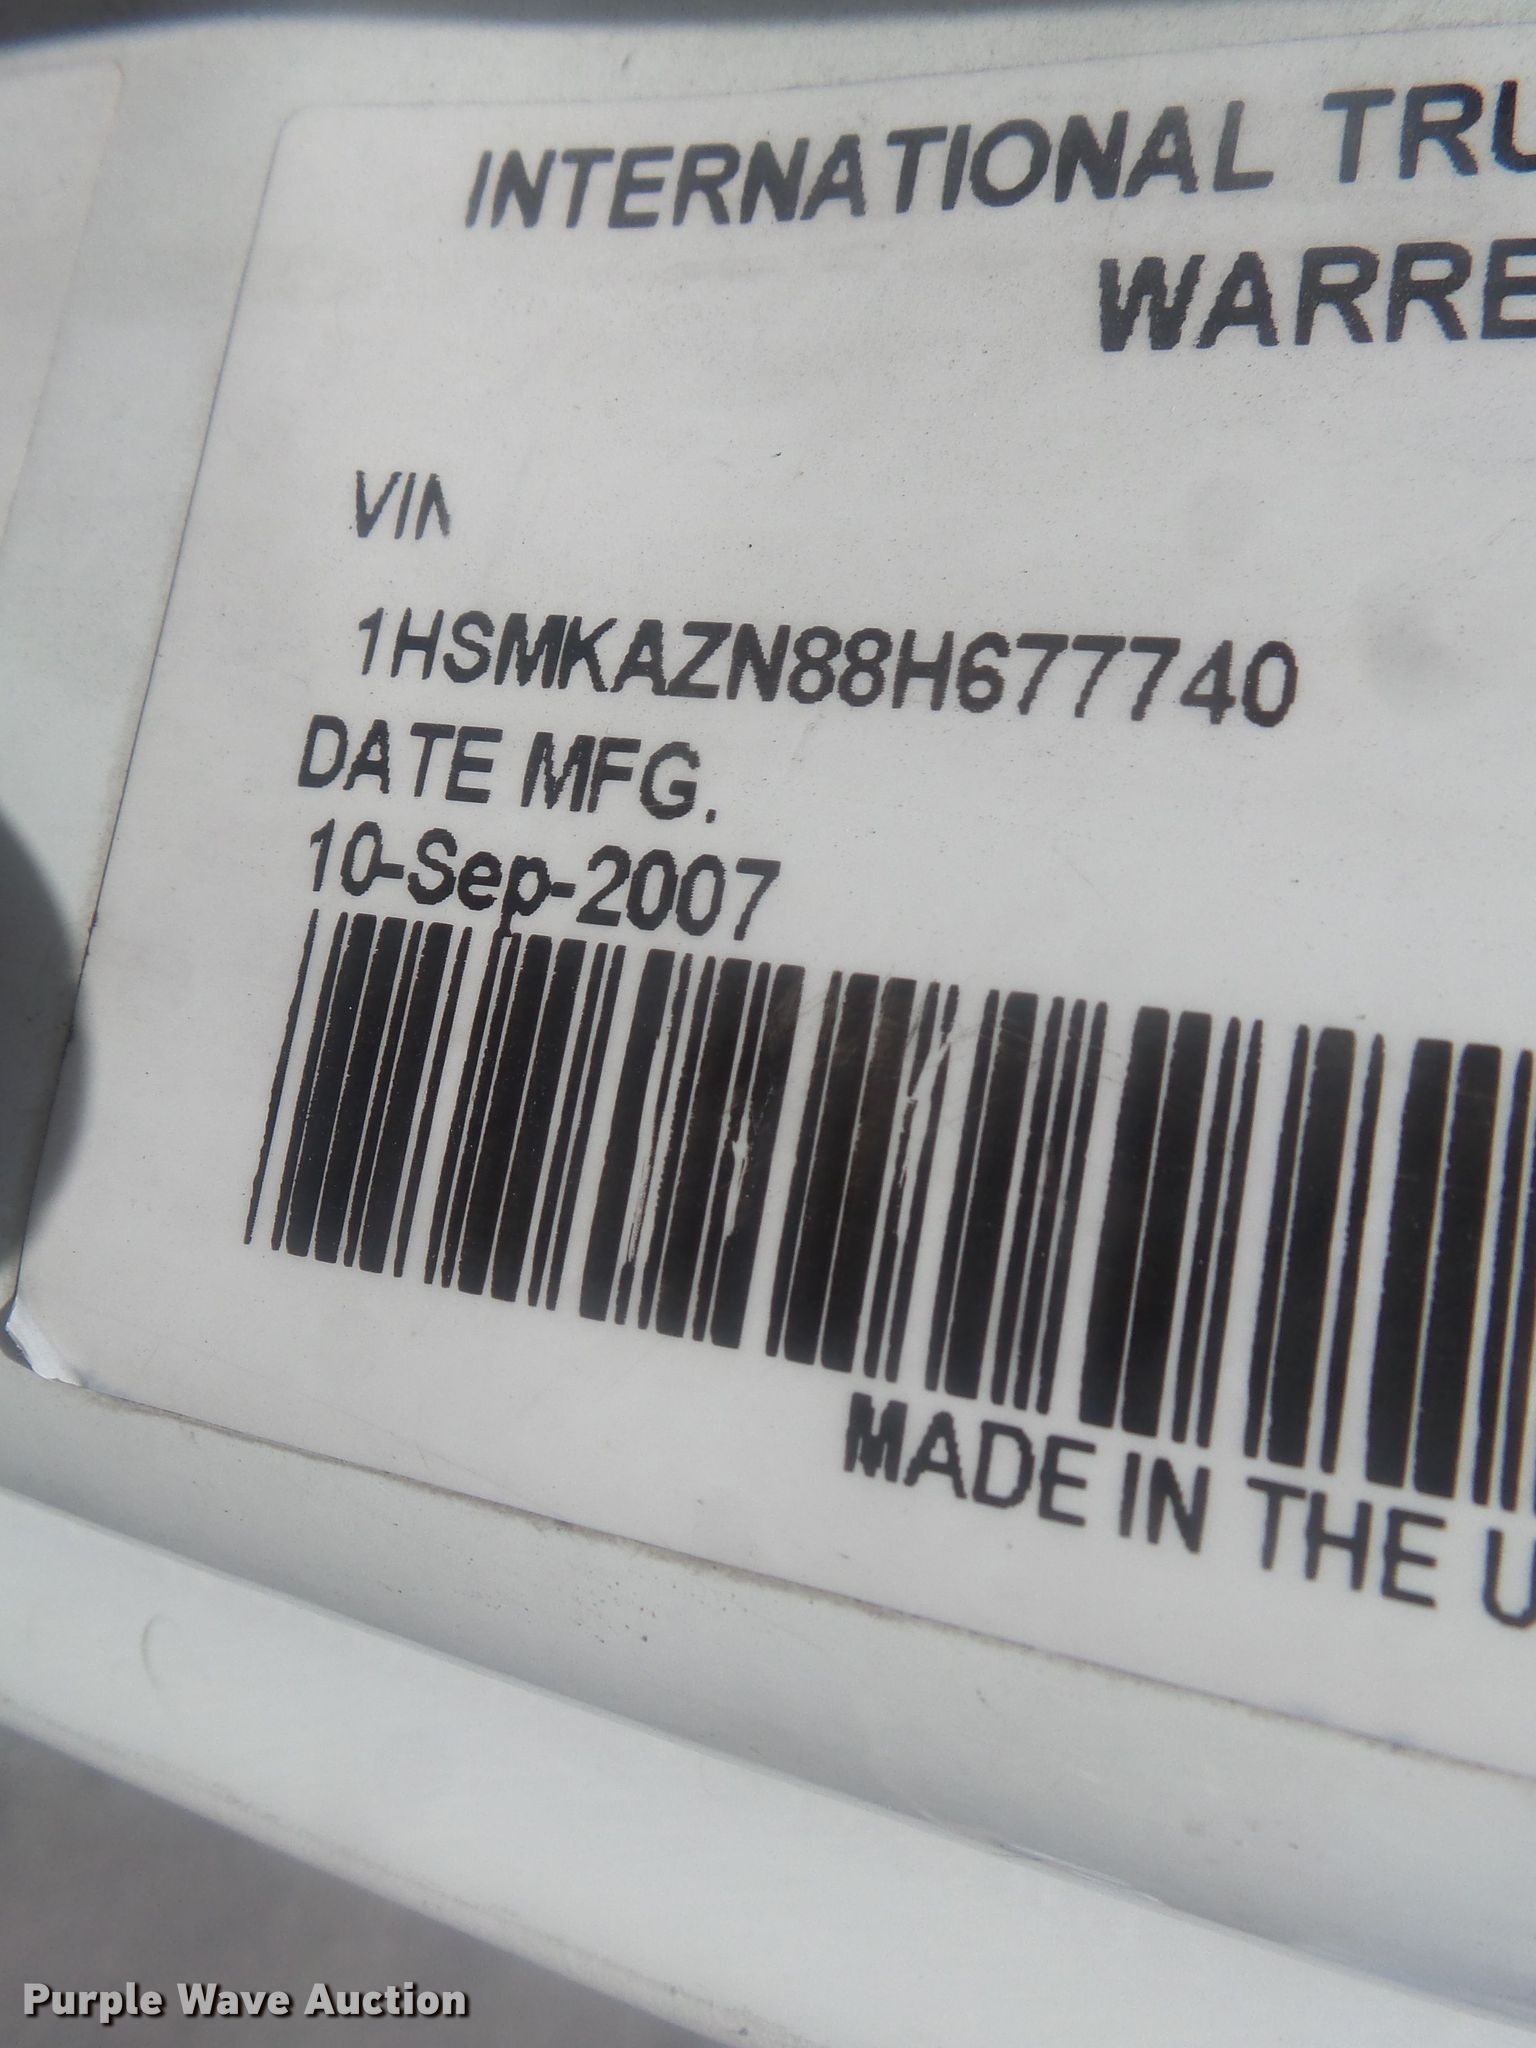 INTERNATIONAL TRU
WARRE
VIN
1HSMKAZN88H677740
DATE MFG.
10-Sep-2007
MADE IN THE U
Purple Wave Auction